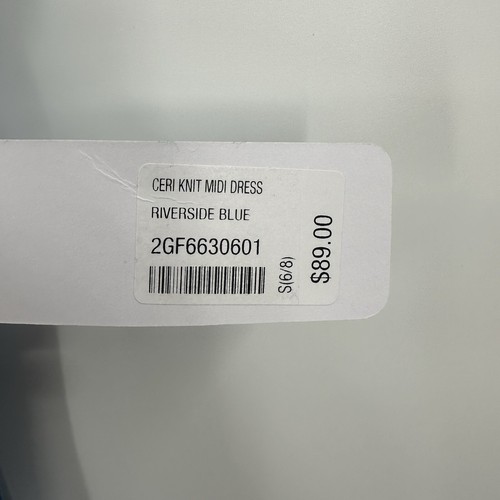 CERI KNIT MIDI DRESS
RIVERSIDE BLUE
2GF6630601
S(6/8)
$89.00